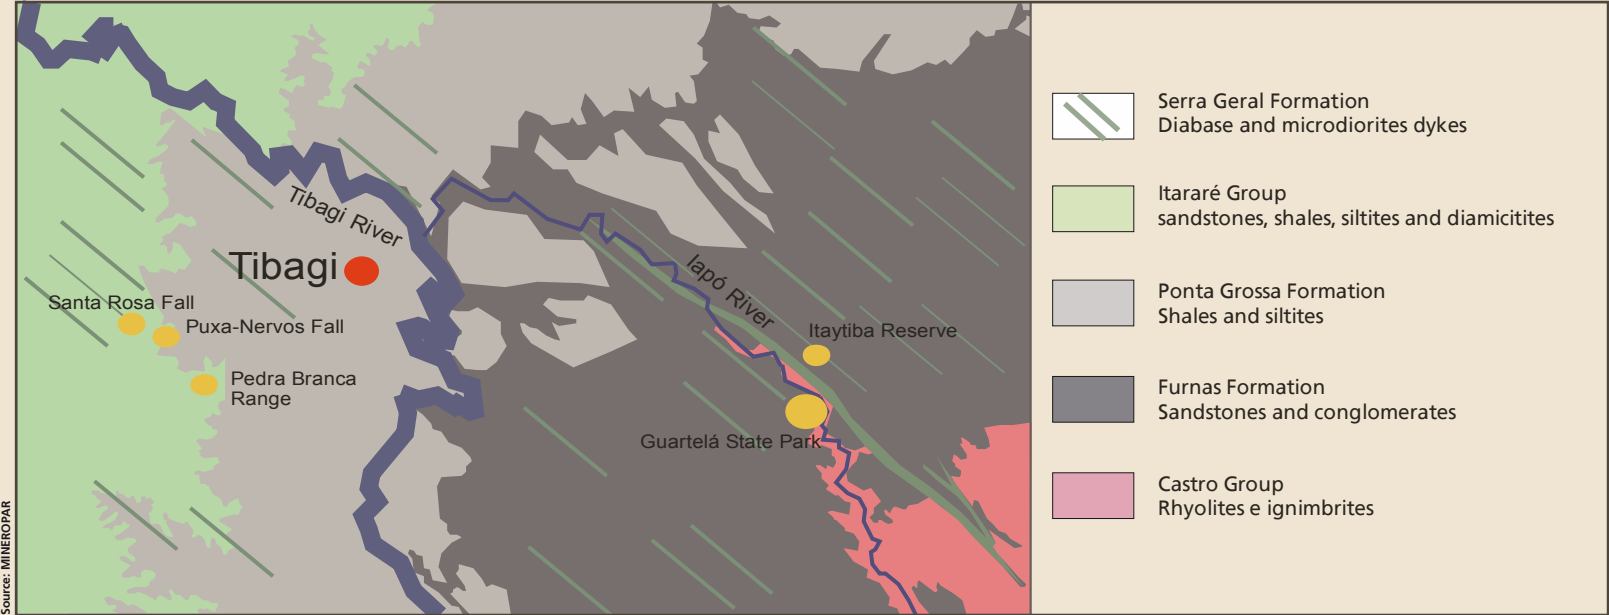 Tibagi River
Tibagi
Santa Rosa Fall
Puxa-Nervos Fall
Pedra Branca
Range
Iapó River
Itaytiba Reserve
Guartelá State Park
Serra Geral Formation
Diabase and microdiorites dykes
Itararé Group
sandstones, shales, siltites and diamicitites
Ponta Grossa Formation
Shales and siltites
Furnas Formation
Sandstones and conglomerates
Castro Group
Rhyolites e ignimbrites
Source: MINEROPAR